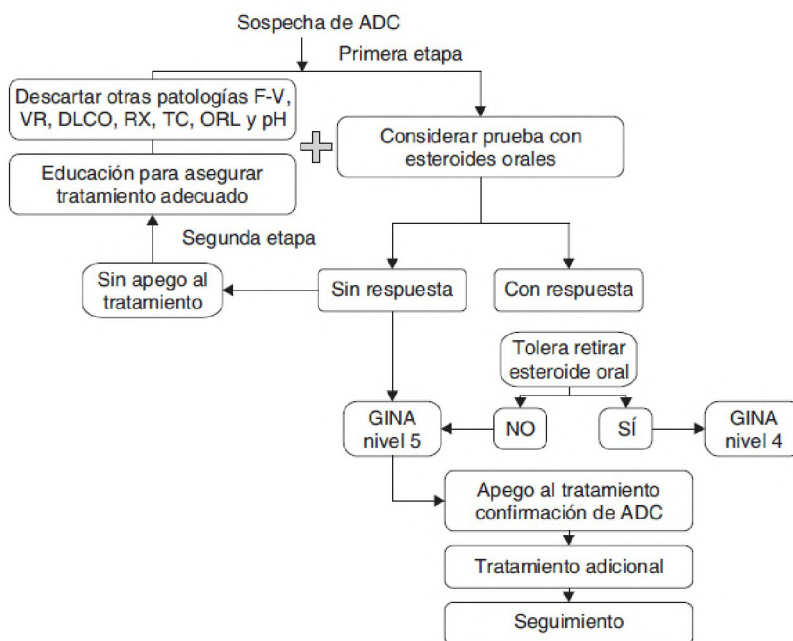 Sospecha de ADC
Primera etapa
Descartar otras patologías F-V,
VR, DLCO, RX, TC, ORL y pH
Considerar prueba con
esteroides orales
Educación para asegurar
tratamiento adecuado
Segunda etapa
Sin apego al
tratamiento
Sin respuesta
Con respuesta
Tolera retirar
esteroide oral
GINA
nivel 5
NO
SÍ
GINA
nivel 4
Apego al tratamiento
confirmación de ADC
Tratamiento adicional
Seguimiento